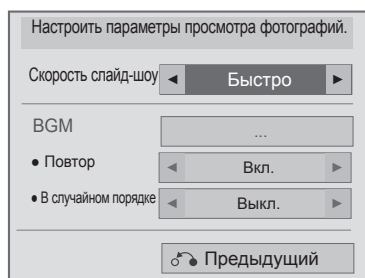 Настроить параметры просмотра фотографий.
Скорость слайд-шоу ◄ Быстро ►
BGM ...
● Повтор ◄ Вкл. ►
● В случайном порядке ◄ Выкл. ►
Предыдущий